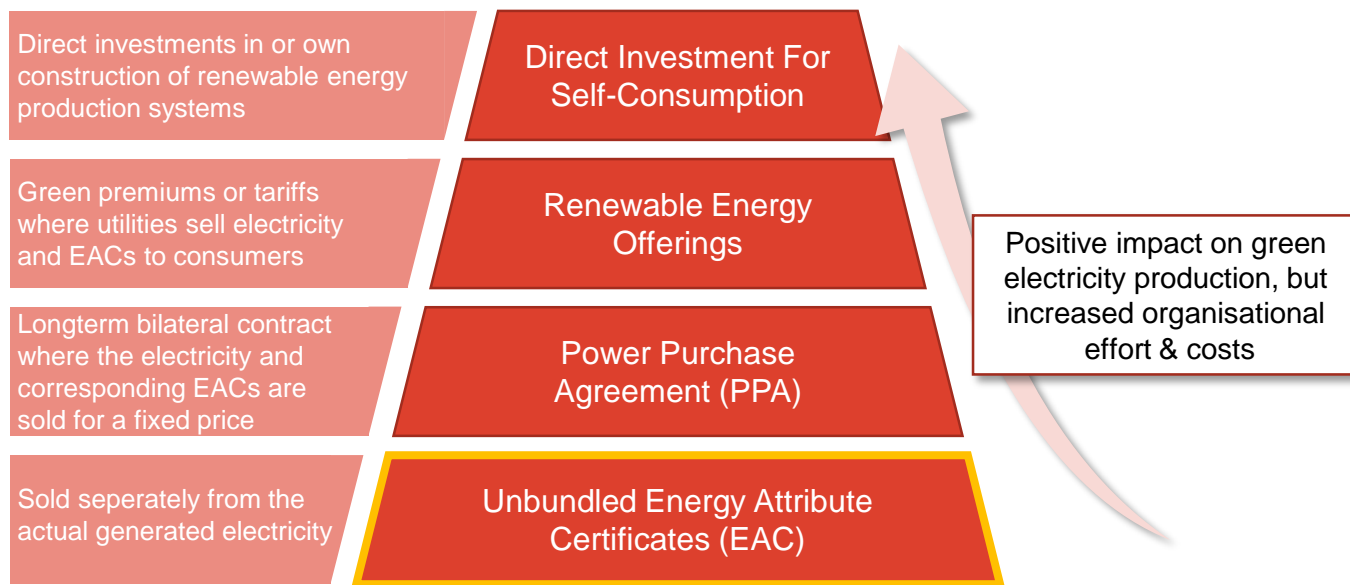 Direct investments in or own
construction of renewable energy
production systems
Direct Investment For
Self-Consumption
Green premiums or tariffs
where utilities sell electricity
and EACs to consumers
Renewable Energy
Offerings
Longterm bilateral contract
where the electricity and
corresponding EACs are
sold for a fixed price
Power Purchase
Agreement (PPA)
Sold seperately from the
actual generated electricity
Unbundled Energy Attribute
Certificates (EAC)
Positive impact on green
electricity production, but
increased organisational
effort & costs